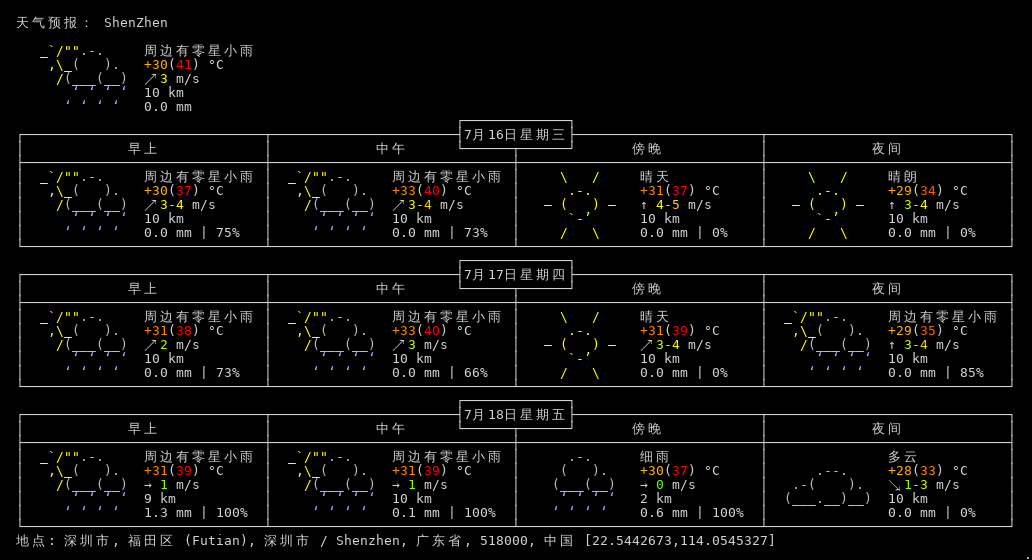 天气预报： ShenZhen
周边有零星小雨
+30(41) °C
↗3 m/s
10 km
0.0 mm
7月16日星期三
早上 中午 傍晚 夜间
周边有零星小雨 周边有零星小雨 晴天 晴朗
+30(37) °C +33(40) °C +31(37) °C +29(34) °C
↗3-4 m/s ↗3-4 m/s ↑ 4-5 m/s ↑ 3-4 m/s
10 km 10 km 10 km 10 km
0.0 mm | 75% 0.0 mm | 73% 0.0 mm | 0% 0.0 mm | 0%
7月17日星期四
早上 中午 傍晚 夜间
周边有零星小雨 周边有零星小雨 晴天 周边有零星小雨
+31(38) °C +33(40) °C +31(39) °C +29(35) °C
↗2 m/s ↗3 m/s ↗3-4 m/s ↑ 3-4 m/s
10 km 10 km 10 km 10 km
0.0 mm | 73% 0.0 mm | 66% 0.0 mm | 0% 0.0 mm | 85%
7月18日星期五
早上 中午 傍晚 夜间
周边有零星小雨 周边有零星小雨 细雨 多云
+31(39) °C +31(39) °C +30(37) °C +28(33) °C
→ 1 m/s → 1 m/s → 0 m/s ↘1-3 m/s
9 km 10 km 2 km 10 km
1.3 mm | 100% 0.1 mm | 100% 0.6 mm | 100% 0.0 mm | 0%
地点: 深圳市, 福田区 (Futian), 深圳市 / Shenzhen, 广东省, 518000, 中国 [22.5442673,114.0545327]